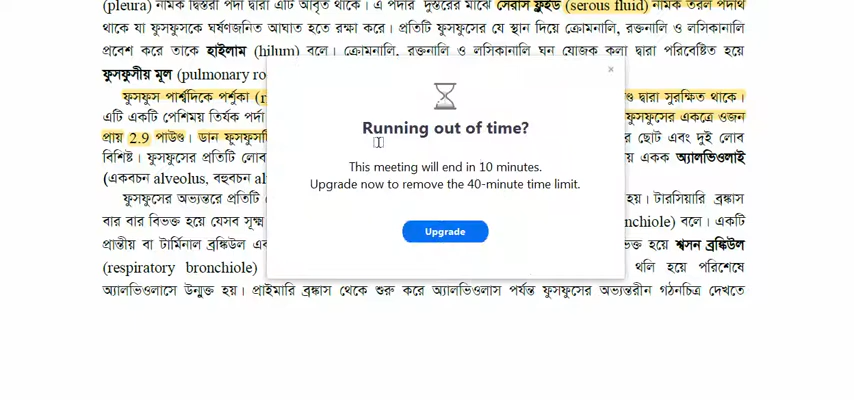 (pleura) নামক দ্বিস্তরী পর্দা দ্বারা এটি আবৃত থাকে। এ পর্দার দুস্তরের মাঝে সেরাস ফ্লুইড (serous fluid) নামক তরল পদার্থ
থাকে যা ফুসফুসকে ঘর্ষণজনিত আঘাত হতে রক্ষা করে। প্রতিটি ফুসফুসের যে স্থান দিয়ে ক্রোমনালি, রক্তনালি ও লসিকানালি
প্রবেশ করে তাকে হাইলাম (hilum) বলে। ক্রোমনালি, রক্তনালি ও লসিকানালি ঘন যোজক কলা দ্বারা পরিবেষ্টিত হয়ে
ফুসফুসীয় মূল (pulmonary ro
×
ফুসফুস পার্শ্বদিকে পর্শুকা (r
ণ্ড দ্বারা সুরক্ষিত থাকে।
এটি একটি পেশিময় তির্যক পর্দা
ফুসফুসের একত্রে ওজন
Running out of time?
প্রায় 2.9 পাউণ্ড। ডান ফুসফুসটি
র ছোট এবং দুই লোব
বিশিষ্ট। ফুসফুসের প্রতিটি লোব
য় একক অ্যালভিওলাই
This meeting will end in 10 minutes.
(একবচন alveolus, বহুবচন al
Upgrade now to remove the 40-minute time limit.
ফুসফুসের অভ্যন্তরে প্রতিটি
হয়। টারসিয়ারি ব্রঙ্কাস
বার বার বিভক্ত হয়ে যেসব সূক্ষ্ম
nchiole) বলে। একটি
Upgrade
প্রান্তীয় বা টার্মিনাল ব্রঙ্কিউল এ
ভক্ত হয়ে শ্বসন ব্রঙ্কিউল
(respiratory bronchiole)
থলি হয়ে পরিশেষে
অ্যালভিওলাসে উন্মুক্ত হয়। প্রাইমারি ব্রঙ্কাস থেকে শুরু করে অ্যালভিওলাস পর্যন্ত ফুসফুসের অভ্যন্তরীন গঠনচিত্র দেখতে